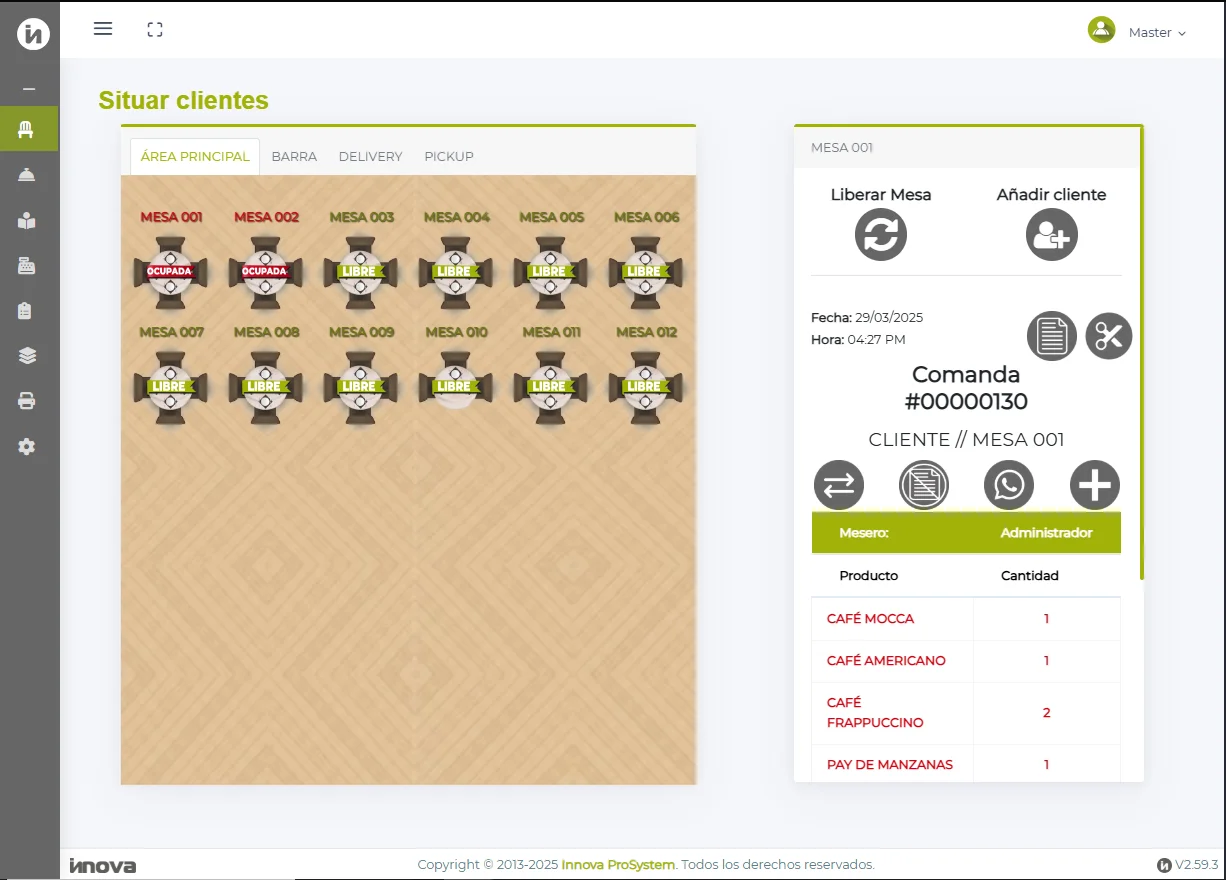 Master
Situar clientes
ÁREA PRINCIPAL BARRA DELIVERY PICKUP
MESA 001 MESA 002 MESA 003 MESA 004 MESA 005 MESA 006
OCUPADA OCUPADA LIBRE LIBRE LIBRE LIBRE
MESA 007 MESA 008 MESA 009 MESA 010 MESA 011 MESA 012
LIBRE LIBRE LIBRE LIBRE LIBRE LIBRE
MESA 001
Liberar Mesa Añadir cliente
Fecha: 29/03/2025
Hora: 04:27 PM
Comanda
#00000130
CLIENTE // MESA 001
Mesero: Administrador
Producto Cantidad
CAFÉ MOCCA 1
CAFÉ AMERICANO 1
CAFÉ
FRAPPUCCINO 2
PAY DE MANZANAS 1
innova Copyright © 2013-2025 Innova ProSystem. Todos los derechos reservados. V2.59.3